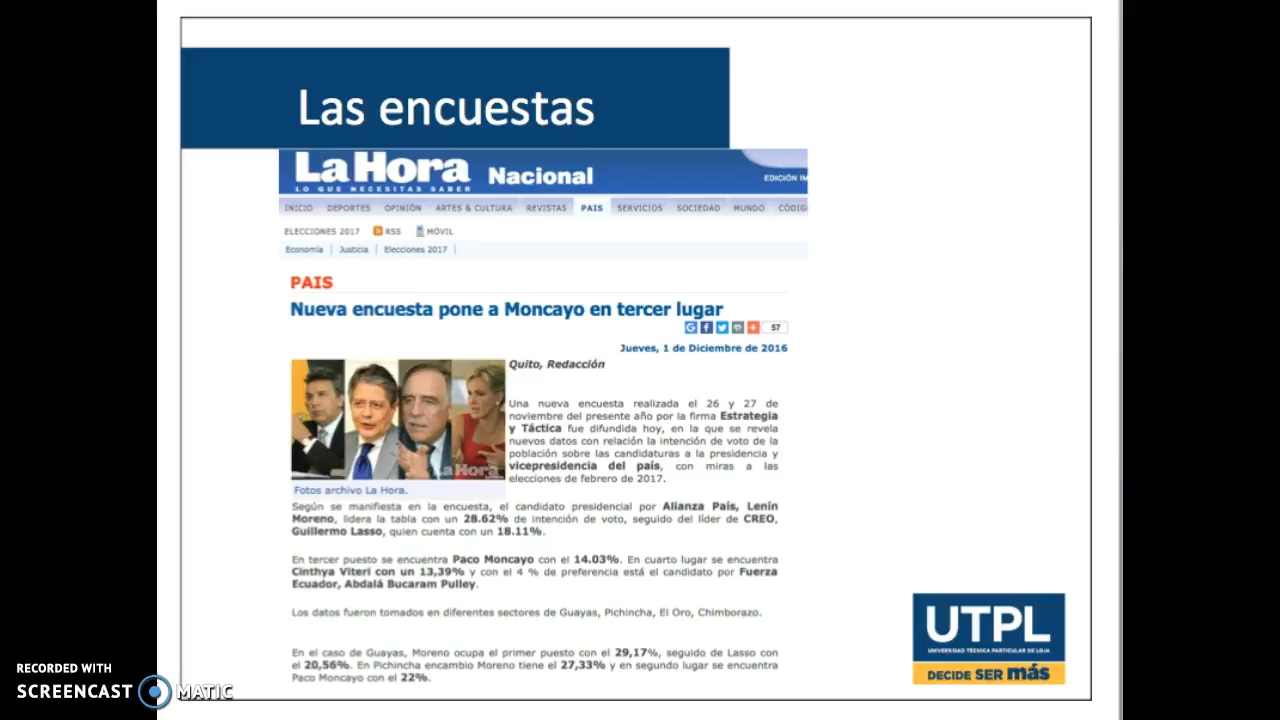 Las encuestas
La Hora
LO QUE NECESITAS SABER
Nacional
EDICIÓN IM
INICIO DEPORTES OPINIÓN ARTES & CULTURA REVISTAS PAIS SERVICIOS SOCIEDAD MUNDO CÓDIG
ELECCIONES 2017 RSS MÓVIL
Economía | Justicia | Elecciones 2017 |
PAIS
Nueva encuesta pone a Moncayo en tercer lugar
57
Jueves, 1 de Diciembre de 2016
Quito, Redacción
Una nueva encuesta realizada el 26 y 27 de
noviembre del presente año por la firma Estrategia
y Táctica fue difundida hoy, en la que se revela
nuevos datos con relación la intención de voto de la
población sobre las candidaturas a la presidencia y
vicepresidencia del país, con miras a las
elecciones de febrero de 2017.
La Hora
Fotos archivo La Hora.
Según se manifiesta en la encuesta, el candidato presidencial por Alianza País, Lenín
Moreno, lidera la tabla con un 28.62% de intención de voto, seguido del líder de CREO,
Guillermo Lasso, quien cuenta con un 18.11%.
En tercer puesto se encuentra Paco Moncayo con el 14.03%. En cuarto lugar se encuentra
Cinthya Viteri con un 13,39% y con el 4 % de preferencia está el candidato por Fuerza
Ecuador, Abdalá Bucaram Pulley.
Los datos fueron tomados en diferentes sectores de Guayas, Pichincha, El Oro, Chimborazo.
En el caso de Guayas, Moreno ocupa el primer puesto con el 29,17%, seguido de Lasso con
el 20,56%. En Pichincha encambio Moreno tiene el 27,33% y en segundo lugar se encuentra
Paco Moncayo con el 22%.
UTPL
UNIVERSIDAD TÉCNICA PARTICULAR DE LOJA
DECIDE SER más
RECORDED WITH
SCREENCAST MATIC